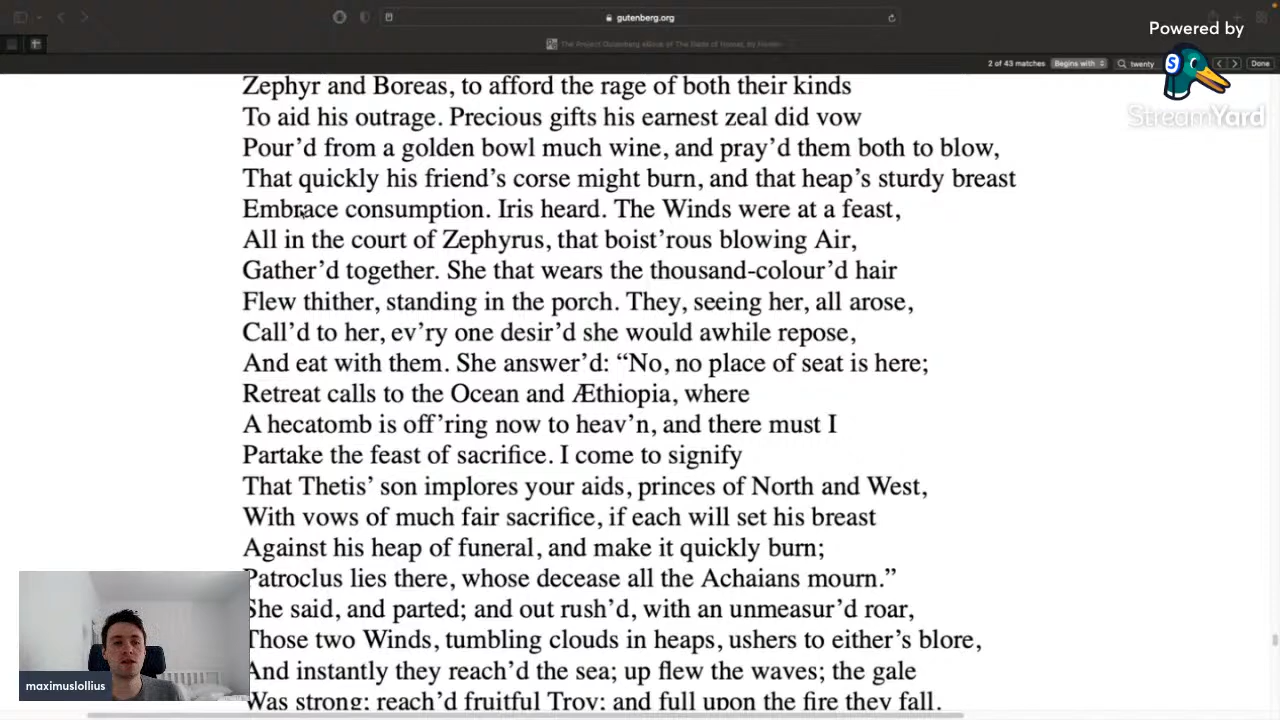 gutenberg.org
Powered by
The Project Gutenberg eBook of The Iliads of Homer, by Homer
2 of 43 matches
Begins with
twenty
Done
S
StreamYard
Zephyr and Boreas, to afford the rage of both their kinds
To aid his outrage. Precious gifts his earnest zeal did vow
Pour’d from a golden bowl much wine, and pray’d them both to blow,
That quickly his friend’s corse might burn, and that heap’s sturdy breast
Embrace consumption. Iris heard. The Winds were at a feast,
All in the court of Zephyrus, that boist’rous blowing Air,
Gather’d together. She that wears the thousand-colour’d hair
Flew thither, standing in the porch. They, seeing her, all arose,
Call’d to her, ev’ry one desir’d she would awhile repose,
And eat with them. She answer’d: “No, no place of seat is here;
Retreat calls to the Ocean and Æthiopia, where
A hecatomb is off’ring now to heav’n, and there must I
Partake the feast of sacrifice. I come to signify
That Thetis’ son implores your aids, princes of North and West,
With vows of much fair sacrifice, if each will set his breast
Against his heap of funeral, and make it quickly burn;
Patroclus lies there, whose decease all the Achaians mourn.”
She said, and parted; and out rush’d, with an unmeasur’d roar,
Those two Winds, tumbling clouds in heaps, ushers to either’s blore,
And instantly they reach’d the sea; up flew the waves; the gale
Was strong; reach’d fruitful Troy; and full upon the fire they fall.
maximuslollius